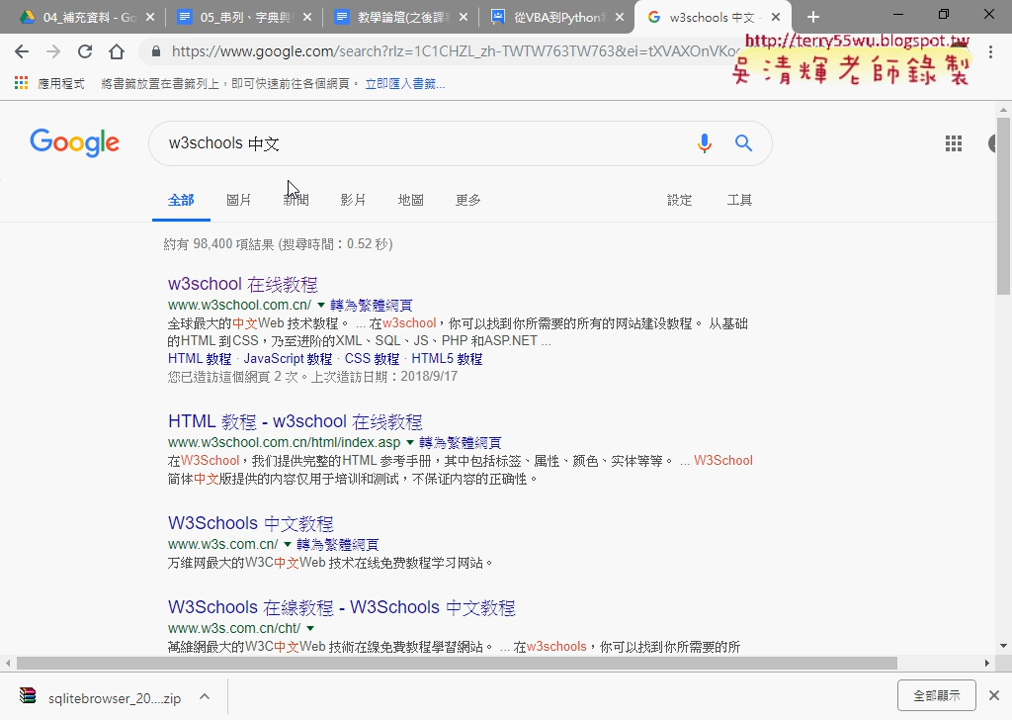 04_補充資料 - Go
05_串列、字典與
教學論壇(之後課
從VBA到Python
w3schools 中文 -
https://www.google.com/search?rlz=1C1CHZL_zh-TWTW763TW763&ei=tXVAXOnVKo
http://terry55wu.blogspot.tw
吳清輝老師錄製
應用程式 將書籤放置在書籤列上，即可快速前往各個網頁。 立即匯入書籤...
Google
w3schools 中文
全部 圖片 新聞 影片 地圖 更多 設定 工具
約有 98,400 項結果 (搜尋時間：0.52 秒)
w3school 在线教程
www.w3school.com.cn/ 轉為繁體網頁
全球最大的中文Web 技术教程。 ... 在w3school，你可以找到你所需要的所有的网站建设教程。 从基础
的HTML 到CSS，乃至进阶的XML、SQL、JS、PHP 和ASP.NET ...
HTML 教程 · JavaScript 教程 · CSS 教程 · HTML5 教程
您已造訪這個網頁 2 次。上次造訪日期：2018/9/17
HTML 教程 - w3school 在线教程
www.w3school.com.cn/html/index.asp 轉為繁體網頁
在W3School，我们提供完整的HTML 参考手册，其中包括标签、属性、颜色、实体等等。 ... W3School
简体中文版提供的内容仅用于培训和测试，不保证内容的正确性。
W3Schools 中文教程
www.w3s.com.cn/ 轉為繁體網頁
万维网最大的W3C中文Web 技术在线免费教程学习网站。
W3Schools 在線教程 - W3Schools 中文教程
www.w3s.com.cn/cht/
萬維網最大的W3C中文Web 技術在線免費教程學習網站。 ... 在w3schools，你可以找到你所需要的所
sqlitebrowser_20....zip
全部顯示